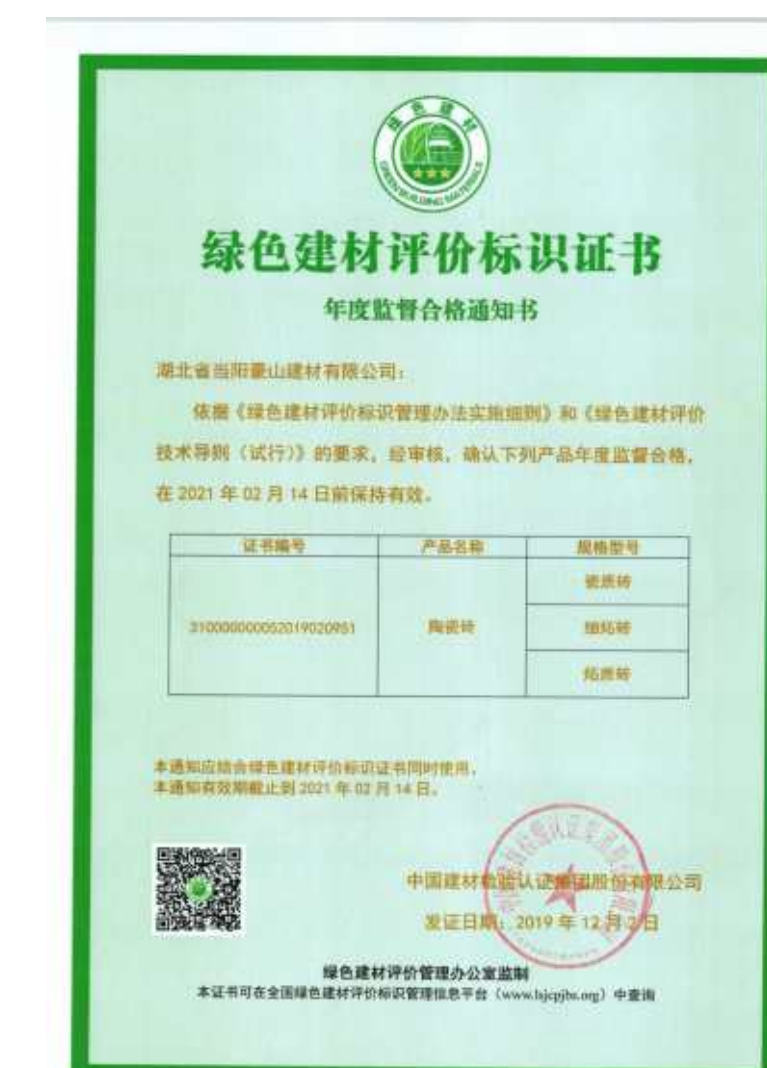 绿色建材
GREEN BUILDING MATERIALS
绿色建材评价标识证书
年度监督合格通知书
湖北省当阳豪山建材有限公司：
依据《绿色建材评价标识管理办法实施细则》和《绿色建材评价
技术导则（试行）》的要求，经审核，确认下列产品年度监督合格，
在 2021 年 02 月 14 日前保持有效。
证书编号 产品名称 规格型号
瓷质砖
310000000052019020951 陶瓷砖 细炻砖
炻质砖
本通知应结合绿色建材评价标识证书同时使用，
本通知有效期截止到 2021 年 02 月 14 日。
中国建材检验认证集团股份有限公司
发证日期：2019 年 12 月 2 日
绿色建材评价管理办公室监制
本证书可在全国绿色建材评价标识管理信息平台（www.lsjcpjbs.org）中查询